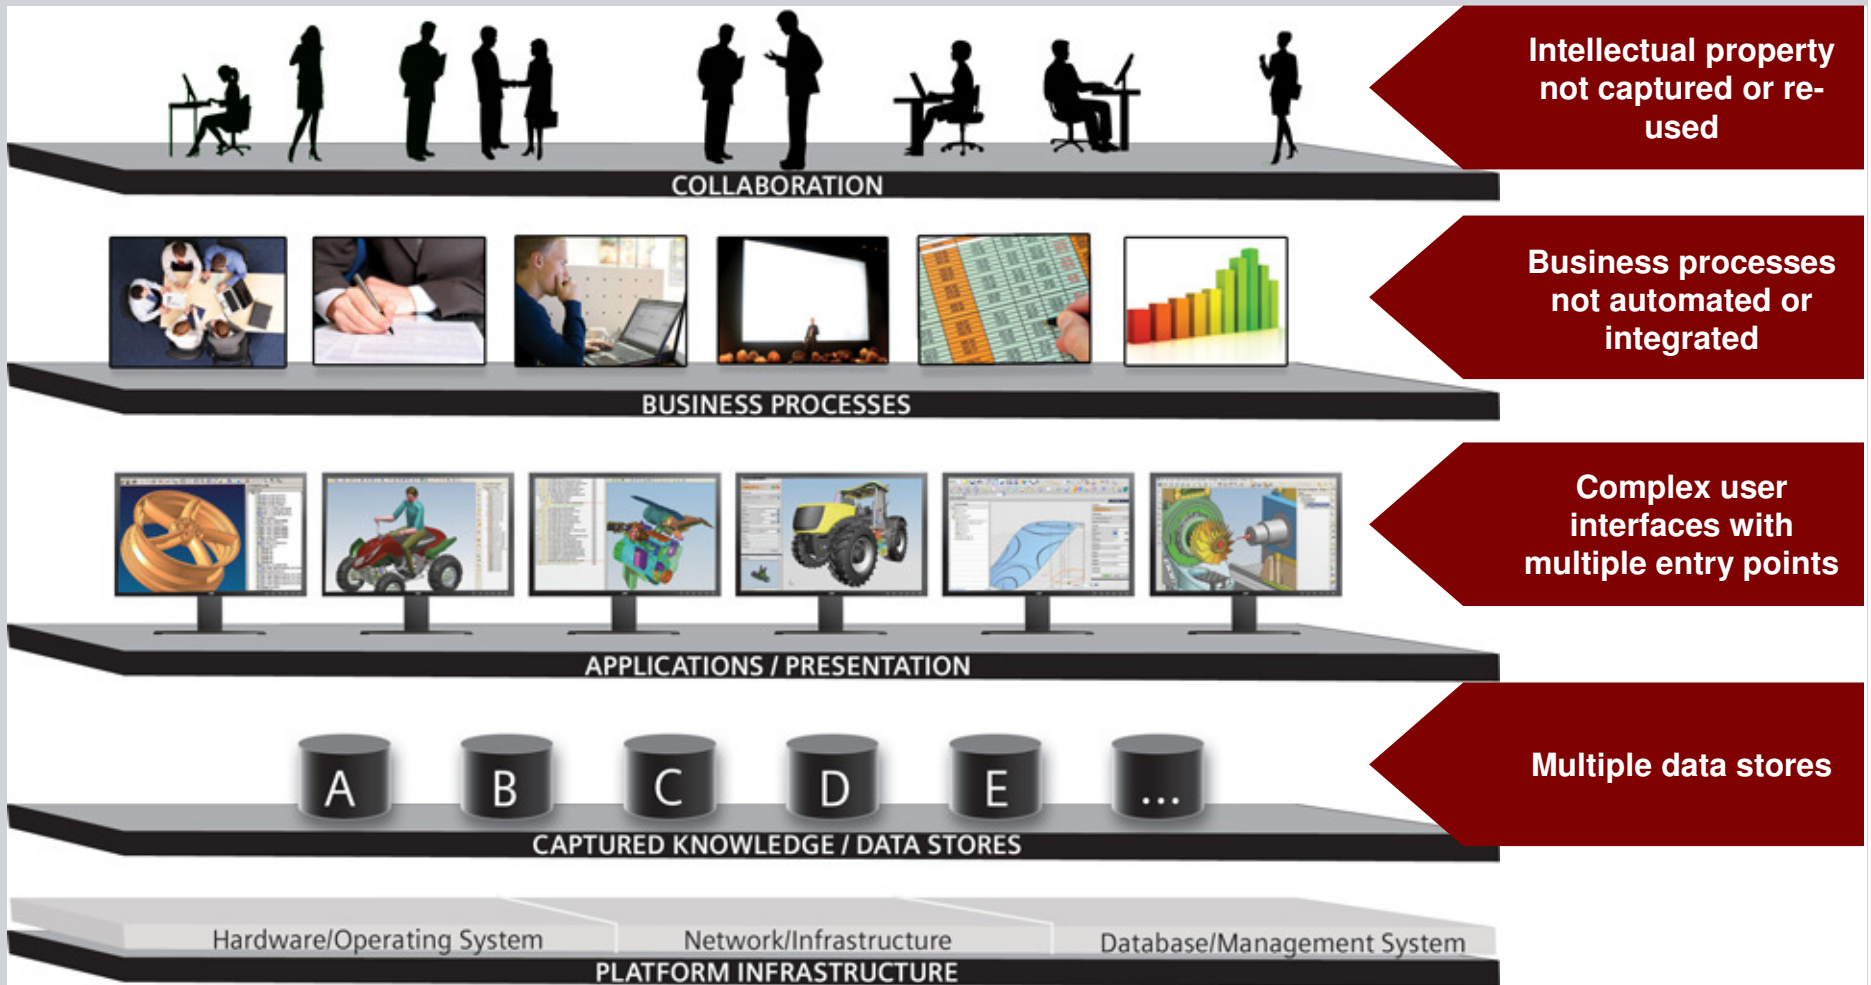 Intellectual property
not captured or re-
used
COLLABORATION
Business processes
not automated or
integrated
BUSINESS PROCESSES
Complex user
interfaces with
multiple entry points
APPLICATIONS / PRESENTATION
Multiple data stores
A B C D E ...
CAPTURED KNOWLEDGE / DATA STORES
Hardware/Operating System Network/Infrastructure Database/Management System
PLATFORM INFRASTRUCTURE